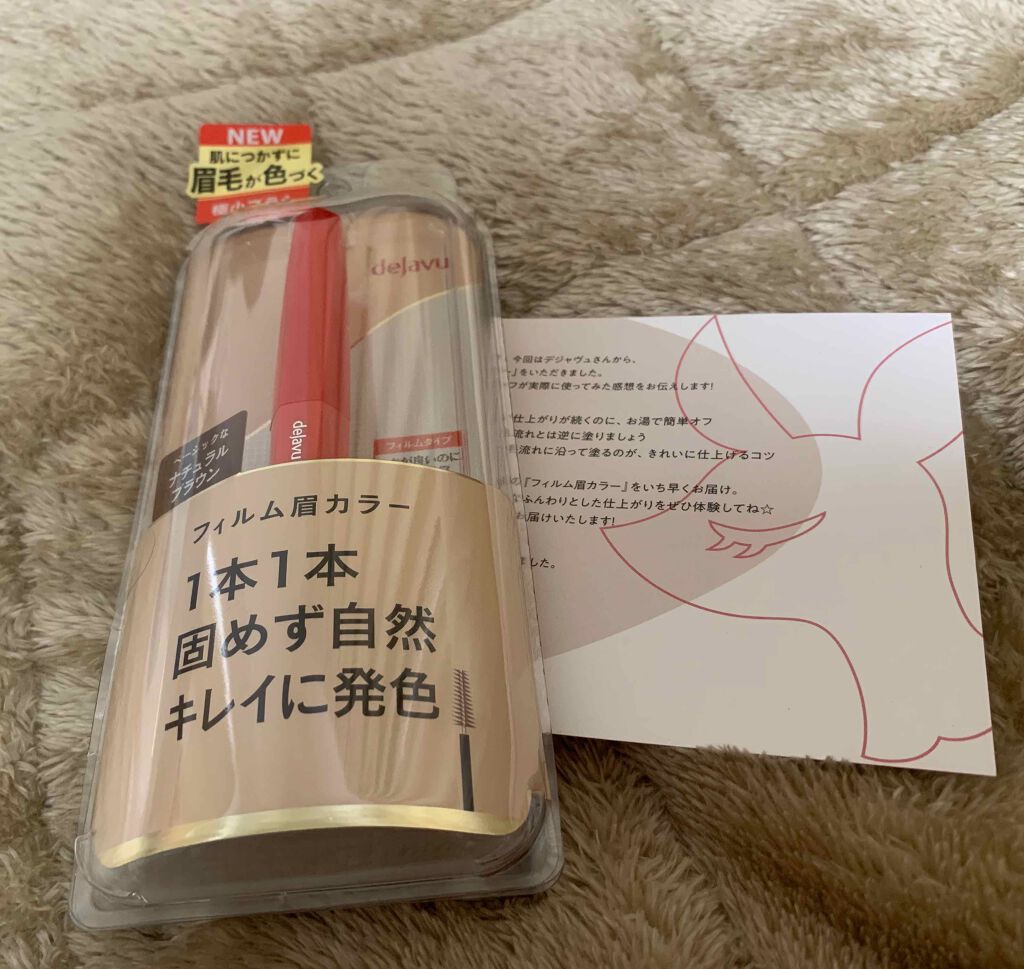 NEW
肌につかずに
眉毛が色づく
dejavu
dejavu
ナチュラル
ブラウン
フィルムタイプ
フィルム眉カラー
1本1本
固めず自然
キレイに発色
今回はデジャヴュさんから、
』をいただきました。
が実際に使ってみた感想をお伝えします!
仕上がりが続くのに、お湯で簡単オフ
流れとは逆に塗りましょう
流れに沿って塗るのが、きれいに仕上げるコツ
の『フィルム眉カラー』をいち早くお届け。
ふんわりとした仕上がりをぜひ体験してね☆
お届けいたします!
ました。